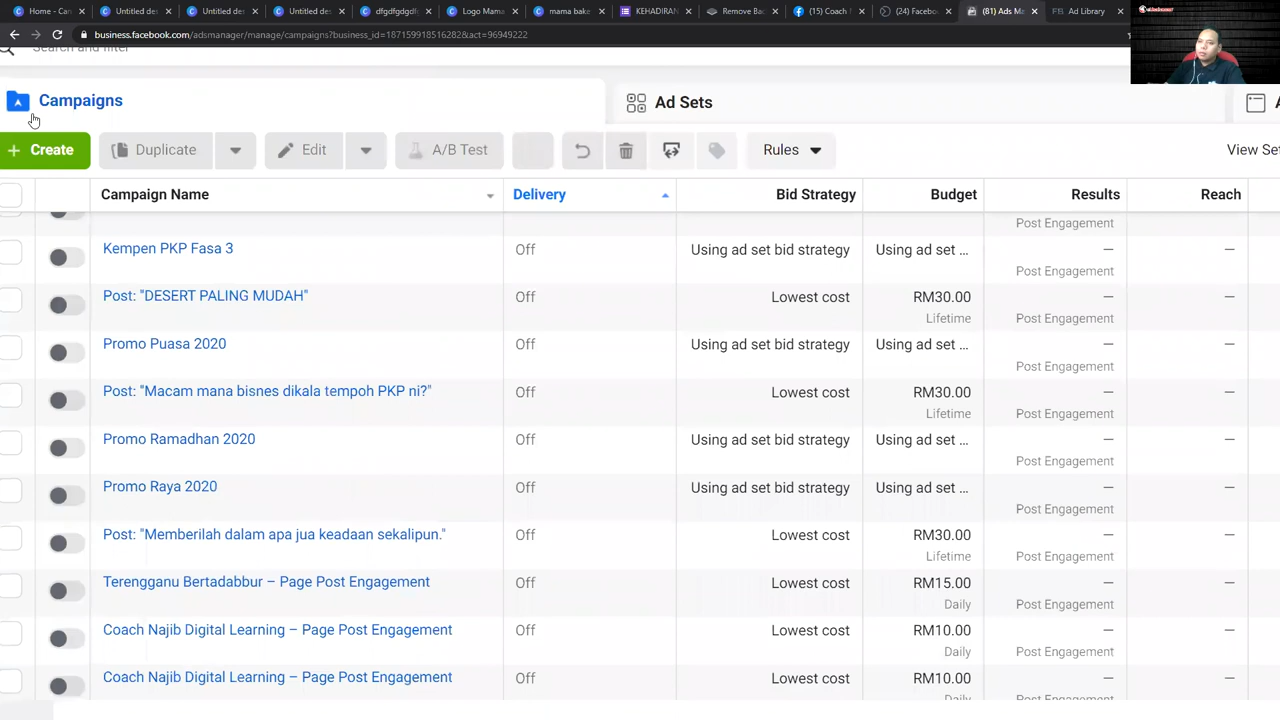 Home - Can
Untitled des
Untitled des
Untitled des
dfgdfgdgdf
Logo Mama
mama bake
KEHADIRAN
Remove Bac
(15) Coach
(24) Facebo
(81) Ads Ma
Ad Library
business.facebook.com/adsmanager/manage/campaigns?business_id=1871599185162828&act=96949222
Search and filter
Campaigns
Ad Sets
+ Create
Duplicate
Edit
A/B Test
Rules
View Set
Campaign Name
Delivery
Bid Strategy
Budget
Results
Reach
Post Engagement
Kempen PKP Fasa 3
Off
Using ad set bid strategy
Using ad set ...
—
—
Post Engagement
Post: "DESERT PALING MUDAH"
Off
Lowest cost
RM30.00
—
—
Lifetime
Post Engagement
Promo Puasa 2020
Off
Using ad set bid strategy
Using ad set ...
—
—
Post Engagement
Post: "Macam mana bisnes dikala tempoh PKP ni?"
Off
Lowest cost
RM30.00
—
—
Lifetime
Post Engagement
Promo Ramadhan 2020
Off
Using ad set bid strategy
Using ad set ...
—
—
Post Engagement
Promo Raya 2020
Off
Using ad set bid strategy
Using ad set ...
—
—
Post Engagement
Post: "Memberilah dalam apa jua keadaan sekalipun."
Off
Lowest cost
RM30.00
—
—
Lifetime
Post Engagement
Terengganu Bertadabbur – Page Post Engagement
Off
Lowest cost
RM15.00
—
—
Daily
Post Engagement
Coach Najib Digital Learning – Page Post Engagement
Off
Lowest cost
RM10.00
—
—
Daily
Post Engagement
Coach Najib Digital Learning – Page Post Engagement
Off
Lowest cost
RM10.00
—
—
Daily
Post Engagement